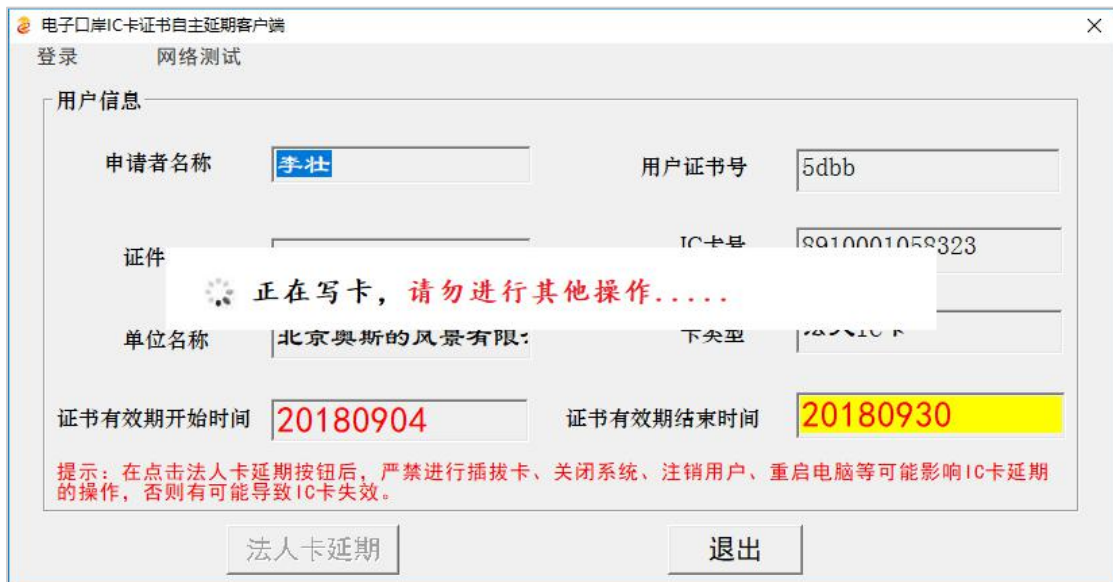 电子口岸IC卡证书自主延期客户端
登录 网络测试
用户信息
申请者名称 李壮 用户证书号 5dbb
证件 IC卡号 8910001058323
正在写卡，请勿进行其他操作.....
单位名称 北京奥斯的风景有限 卡类型 法人IC卡
证书有效期开始时间 20180904 证书有效期结束时间 20180930
提示：在点击法人卡延期按钮后，严禁进行插拔卡、关闭系统、注销用户、重启电脑等可能影响IC卡延期
的操作，否则有可能导致IC卡失效。
法人卡延期 退出